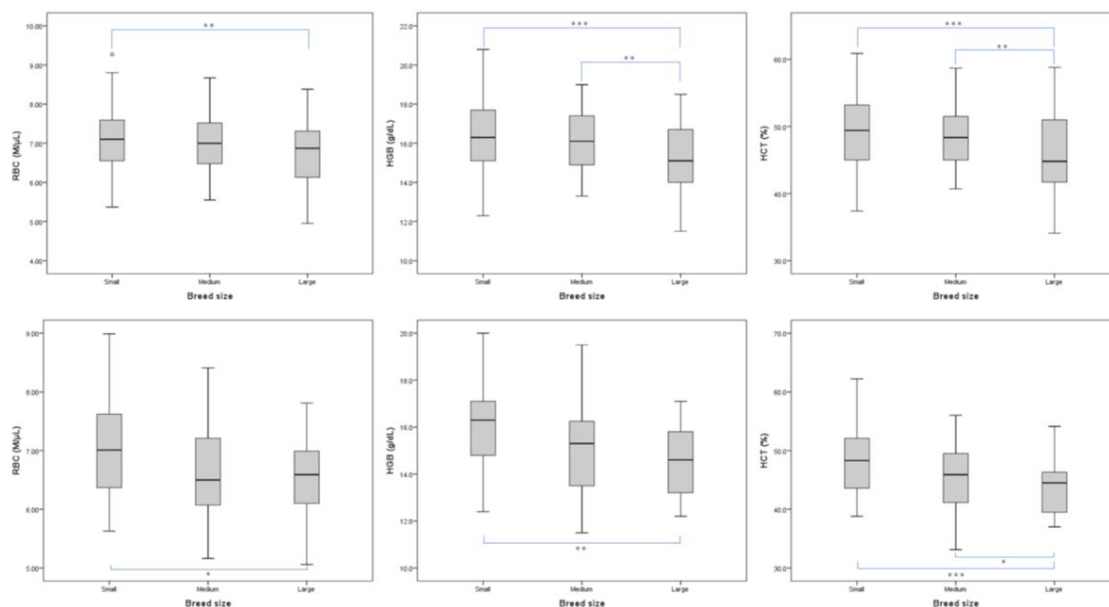 **
10.00
9.00
8.00
7.00
6.00
5.00
4.00
RBC (M/µL)
Small
Medium
Large
Breed size
***
**
22.0
20.0
18.0
16.0
14.0
12.0
10.0
HGB (g/dL)
Small
Medium
Large
Breed size
***
**
60.0
50.0
40.0
30.0
HCT (%)
Small
Medium
Large
Breed size
9.00
8.00
7.00
6.00
5.00
RBC (M/µL)
*
Small
Medium
Large
Breed size
20.0
18.0
16.0
14.0
12.0
10.0
HGB (g/dL)
**
Small
Medium
Large
Breed size
70.0
60.0
50.0
40.0
30.0
HCT (%)
*
***
Small
Medium
Large
Breed size